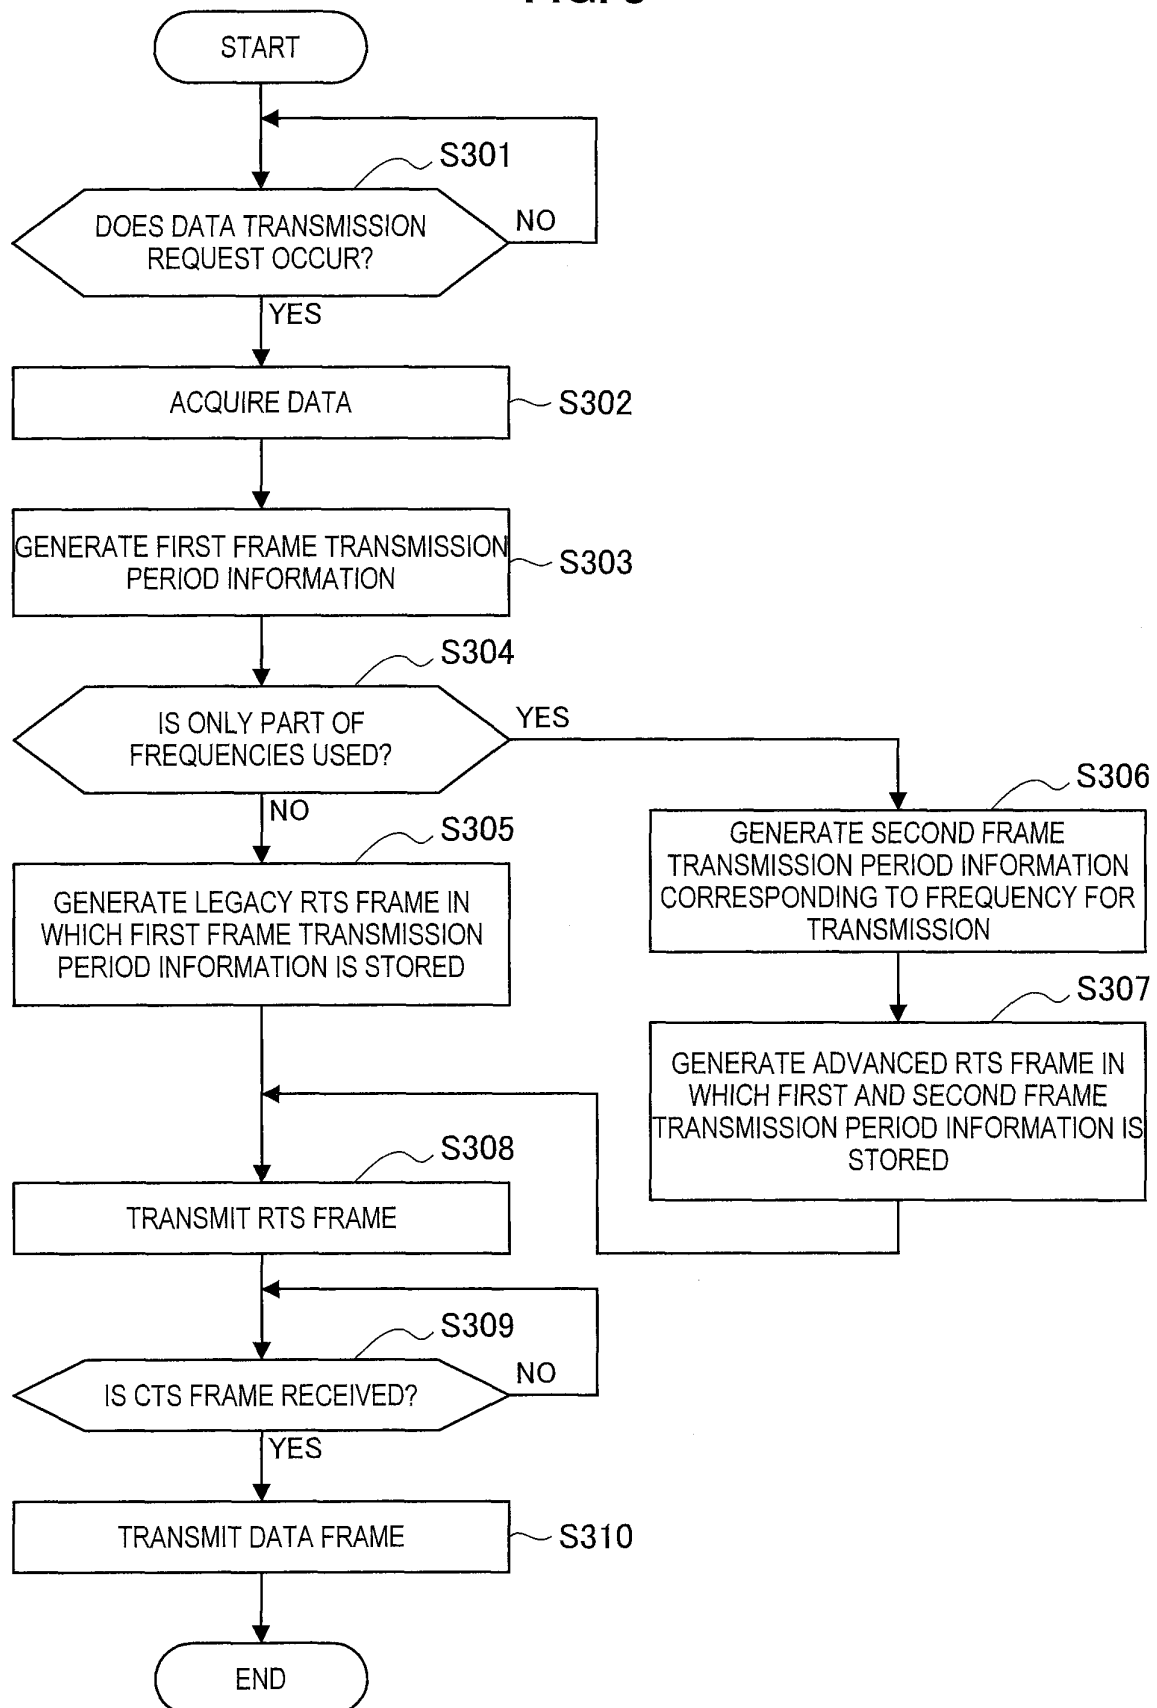 START
S301
DOES DATA TRANSMISSION
REQUEST OCCUR?
NO
YES
ACQUIRE DATA
S302
GENERATE FIRST FRAME TRANSMISSION
PERIOD INFORMATION
S303
S304
IS ONLY PART OF
FREQUENCIES USED?
YES
NO
S305
GENERATE LEGACY RTS FRAME IN
WHICH FIRST FRAME TRANSMISSION
PERIOD INFORMATION IS STORED
S306
GENERATE SECOND FRAME
TRANSMISSION PERIOD INFORMATION
CORRESPONDING TO FREQUENCY FOR
TRANSMISSION
S307
GENERATE ADVANCED RTS FRAME IN
WHICH FIRST AND SECOND FRAME
TRANSMISSION PERIOD INFORMATION IS
STORED
S308
TRANSMIT RTS FRAME
S309
IS CTS FRAME RECEIVED?
NO
YES
TRANSMIT DATA FRAME
S310
END